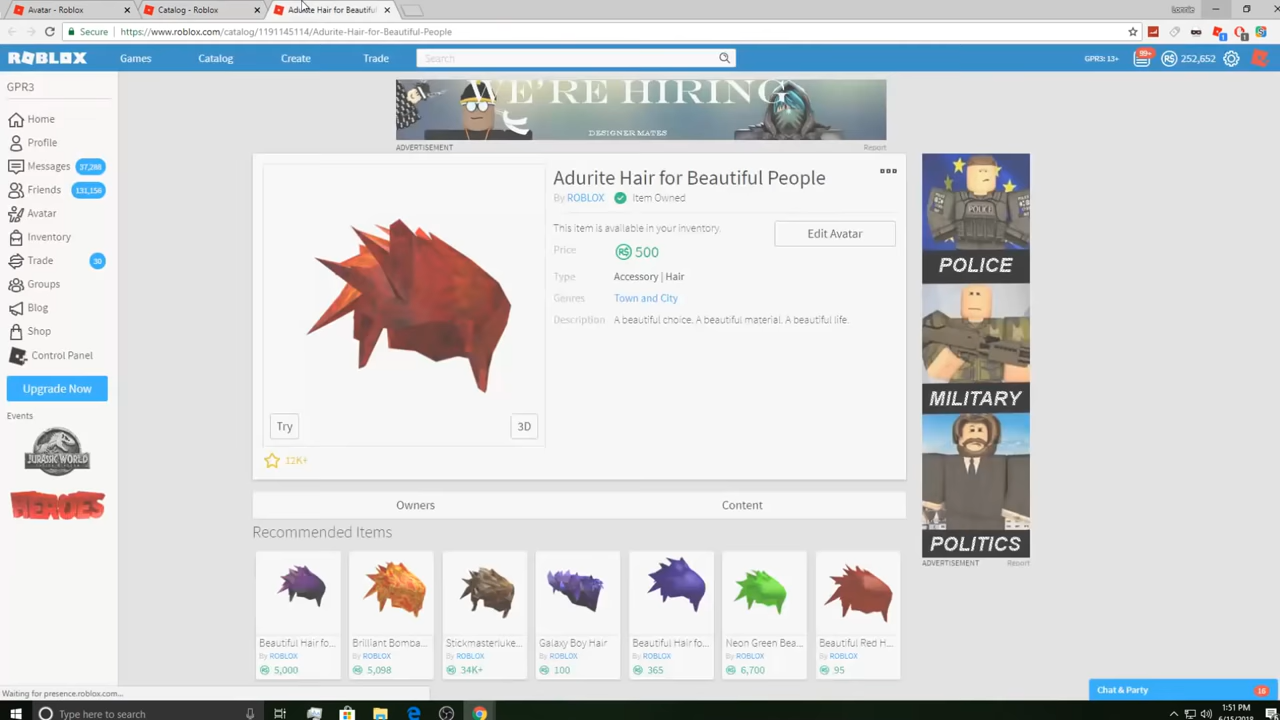 Avatar - Roblox
Catalog - Roblox
Adurite Hair for Beautiful
Secure
https://www.roblox.com/catalog/1191145114/Adurite-Hair-for-Beautiful-People
ROBLOX
Games
Catalog
Create
Trade
Search
GPR3: 13+
99+
252,652
GPR3
Home
Profile
Messages
37,288
Friends
131,156
Avatar
Inventory
Trade
30
Groups
Blog
Shop
Control Panel
Upgrade Now
Events
JURASSIC WORLD
HEROES
WE'RE HIRING
DESIGNER MATES
ADVERTISEMENT
Report
Adurite Hair for Beautiful People
By ROBLOX
Item Owned
This item is available in your inventory.
Edit Avatar
Price
R$ 500
Type
Accessory | Hair
Genres
Town and City
Description
A beautiful choice. A beautiful material. A beautiful life.
Try
3D
12K+
Owners
Content
Recommended Items
Beautiful Hair fo...
By ROBLOX
5,000
Brilliant Bomba...
By ROBLOX
5,098
Stickmasterluke...
By ROBLOX
34K+
Galaxy Boy Hair
By ROBLOX
100
Beautiful Hair fo...
By ROBLOX
365
Neon Green Bea...
By ROBLOX
6,700
Beautiful Red H...
By ROBLOX
95
POLICE
POLICE
MILITARY
POLITICS
ADVERTISEMENT
Report
Waiting for presence.roblox.com...
Chat & Party
16
Type here to search
1:51 PM
6/15/2018